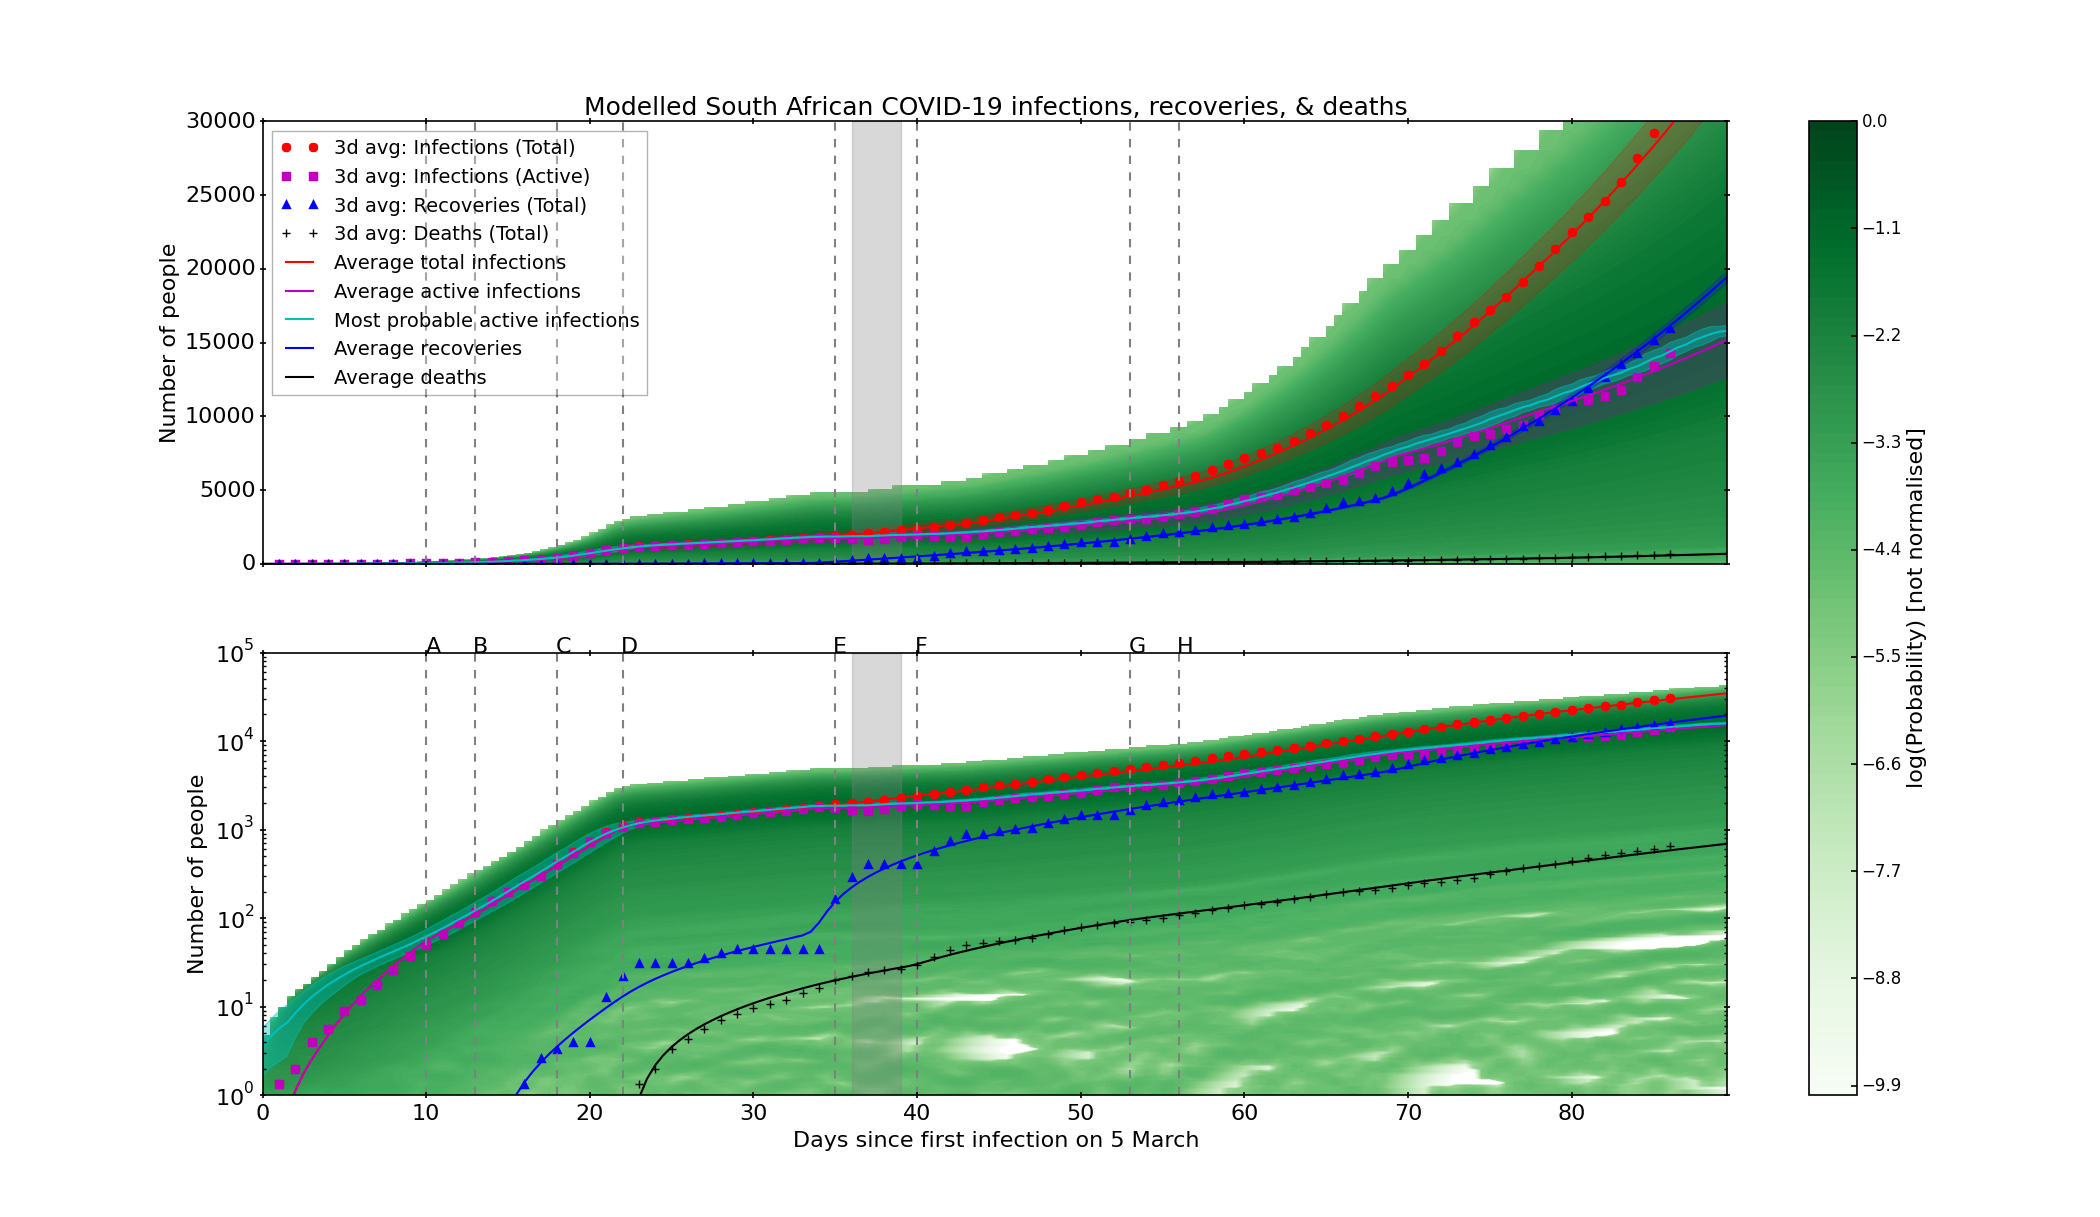 Modelled South African COVID-19 infections, recoveries, & deaths
30000
25000
20000
15000
10000
5000
0
Number of people
3d avg: Infections (Total)
3d avg: Infections (Active)
3d avg: Recoveries (Total)
3d avg: Deaths (Total)
Average total infections
Average active infections
Most probable active infections
Average recoveries
Average deaths
A B C D E F G H
10^5
10^4
10^3
10^2
10^1
10^0
Number of people
0 10 20 30 40 50 60 70 80
Days since first infection on 5 March
0.0
−1.1
−2.2
−3.3
−4.4
−5.5
−6.6
−7.7
−8.8
−9.9
log(Probability) [not normalised]